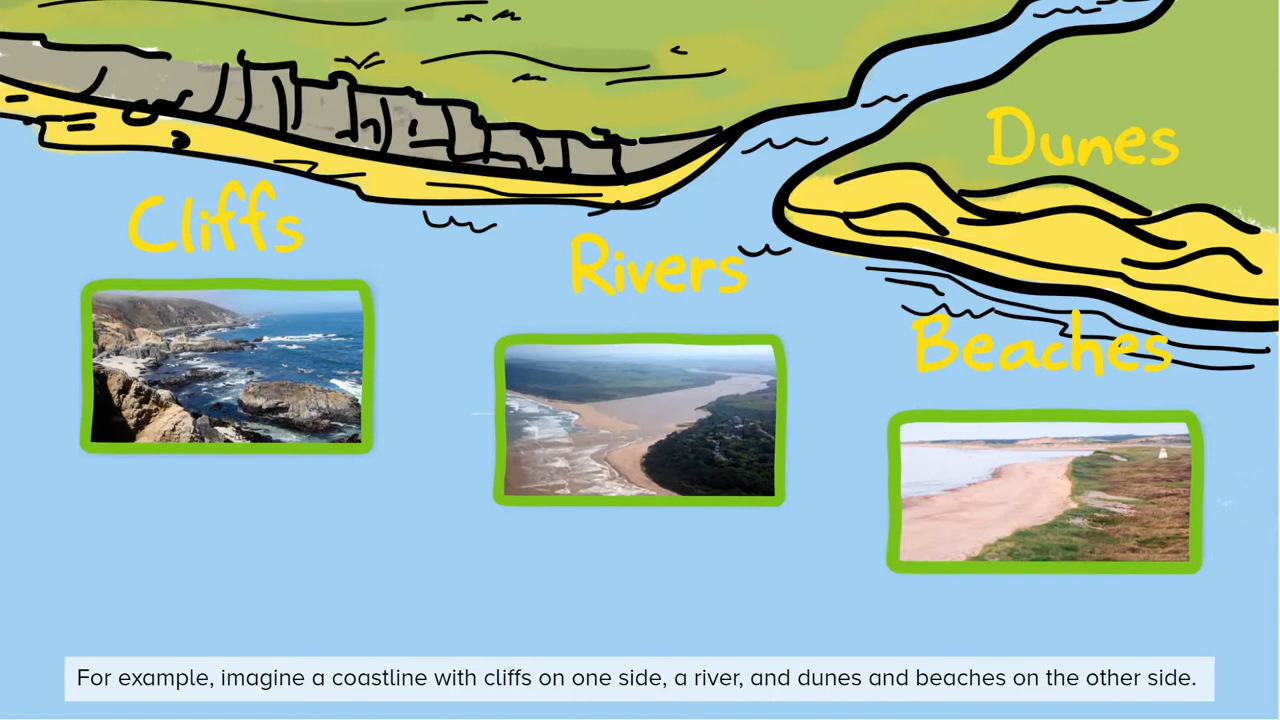 Dunes
Cliffs
Rivers
Beaches
For example, imagine a coastline with cliffs on one side, a river, and dunes and beaches on the other side.